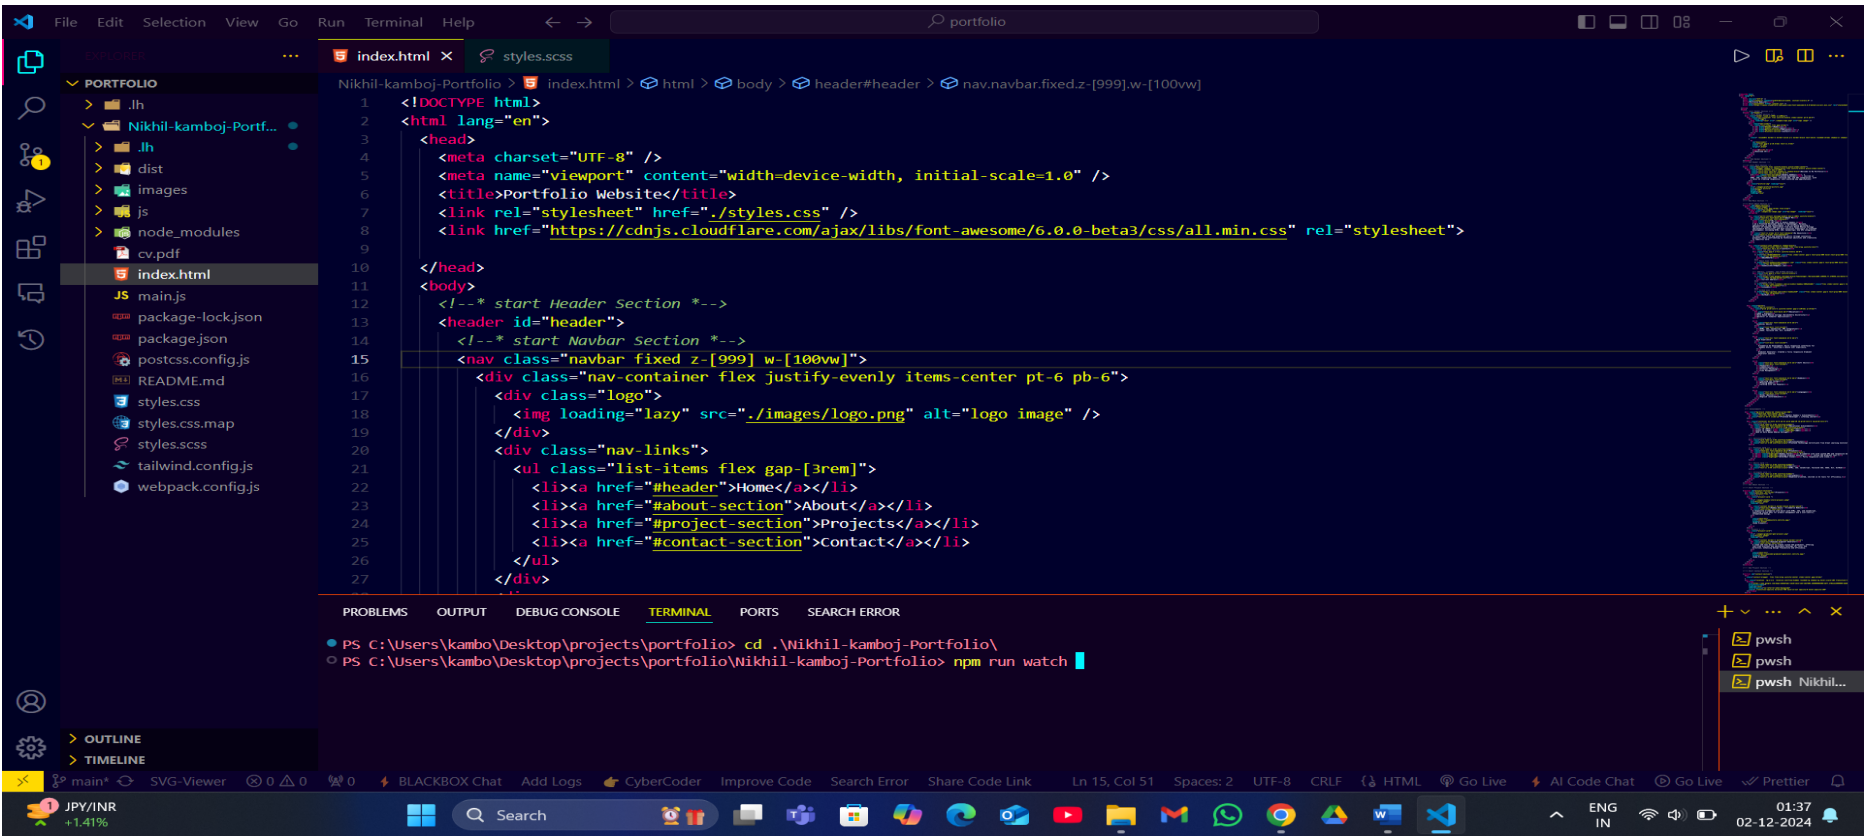 File Edit Selection View Go Run Terminal Help
portfolio
EXPLORER
index.html
styles.scss
PORTFOLIO
.lh
Nikhil-kamboj-Portf...
.lh
dist
images
js
node_modules
cv.pdf
index.html
JS main.js
package-lock.json
package.json
postcss.config.js
README.md
styles.css
styles.css.map
styles.scss
tailwind.config.js
webpack.config.js
OUTLINE
TIMELINE
Nikhil-kamboj-Portfolio > index.html > html > body > header#header > nav.navbar.fixed.z-[999].w-[100vw]
1 <!DOCTYPE html>
2 <html lang="en">
3 <head>
4 <meta charset="UTF-8" />
5 <meta name="viewport" content="width=device-width, initial-scale=1.0" />
6 <title>Portfolio Website</title>
7 <link rel="stylesheet" href="./styles.css" />
8 <link href="https://cdnjs.cloudflare.com/ajax/libs/font-awesome/6.0.0-beta3/css/all.min.css" rel="stylesheet">
9
10 </head>
11 <body>
12 <!--* start Header Section *-->
13 <header id="header">
14 <!--* start Navbar Section *-->
15 <nav class="navbar fixed z-[999] w-[100vw]">
16 <div class="nav-container flex justify-evenly items-center pt-6 pb-6">
17 <div class="logo">
18 <img loading="lazy" src="./images/logo.png" alt="logo image" />
19 </div>
20 <div class="nav-links">
21 <ul class="list-items flex gap-[3rem]">
22 <li><a href="#header">Home</a></li>
23 <li><a href="#about-section">About</a></li>
24 <li><a href="#project-section">Projects</a></li>
25 <li><a href="#contact-section">Contact</a></li>
26 </ul>
27 </div>
PROBLEMS OUTPUT DEBUG CONSOLE TERMINAL PORTS SEARCH ERROR
PS C:\Users\kambo\Desktop\projects\portfolio> cd .\Nikhil-kamboj-Portfolio\
PS C:\Users\kambo\Desktop\projects\portfolio\Nikhil-kamboj-Portfolio> npm run watch
pwsh
pwsh
pwsh Nikhil...
main* SVG-Viewer 0 0 0 BLACKBOX Chat Add Logs CyberCoder Improve Code Search Error Share Code Link Ln 15, Col 51 Spaces: 2 UTF-8 CRLF HTML Go Live AI Code Chat Go Live Prettier
1
JPY/INR
+1.41%
Search
ENG
IN
01:37
02-12-2024